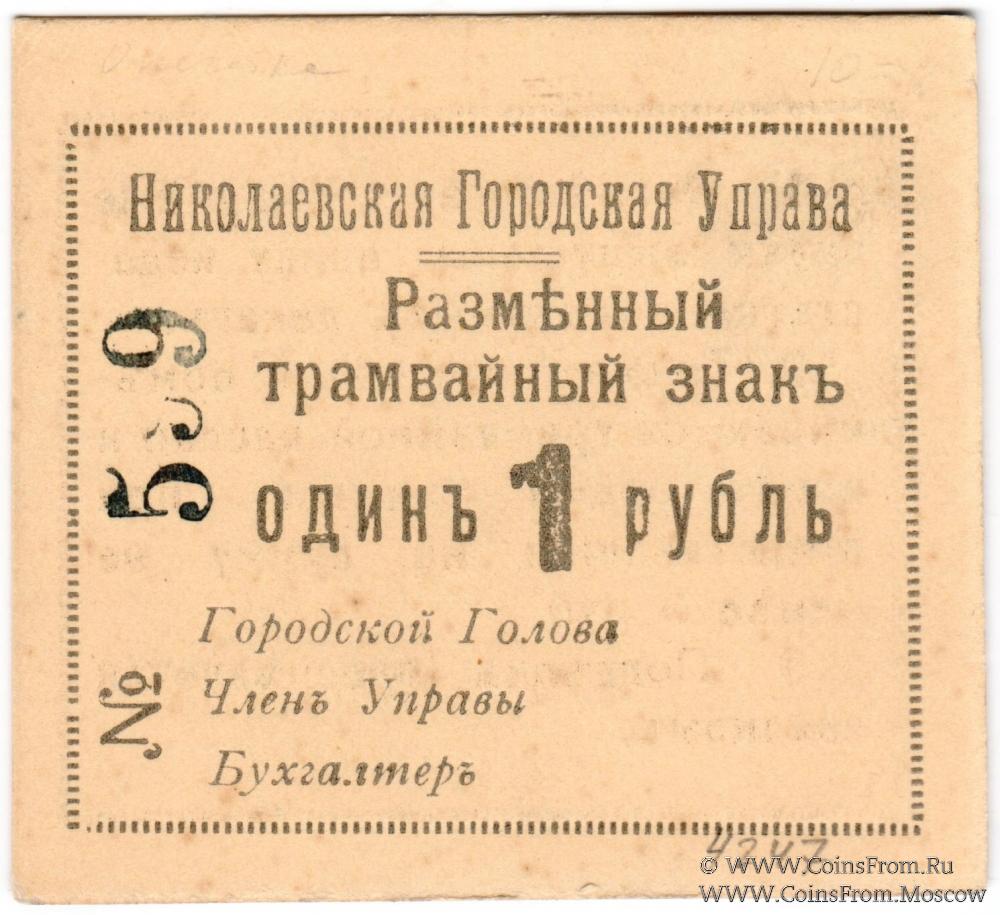 Николаевская Городская Управа
Размѣнный
трамвайный знакъ
одинъ 1 рубль
Городской Голова
Членъ Управы
Бухгалтеръ
№ 559
4247
© WWW.CoinsFrom.Ru
WWW.CoinsFrom.Moscow